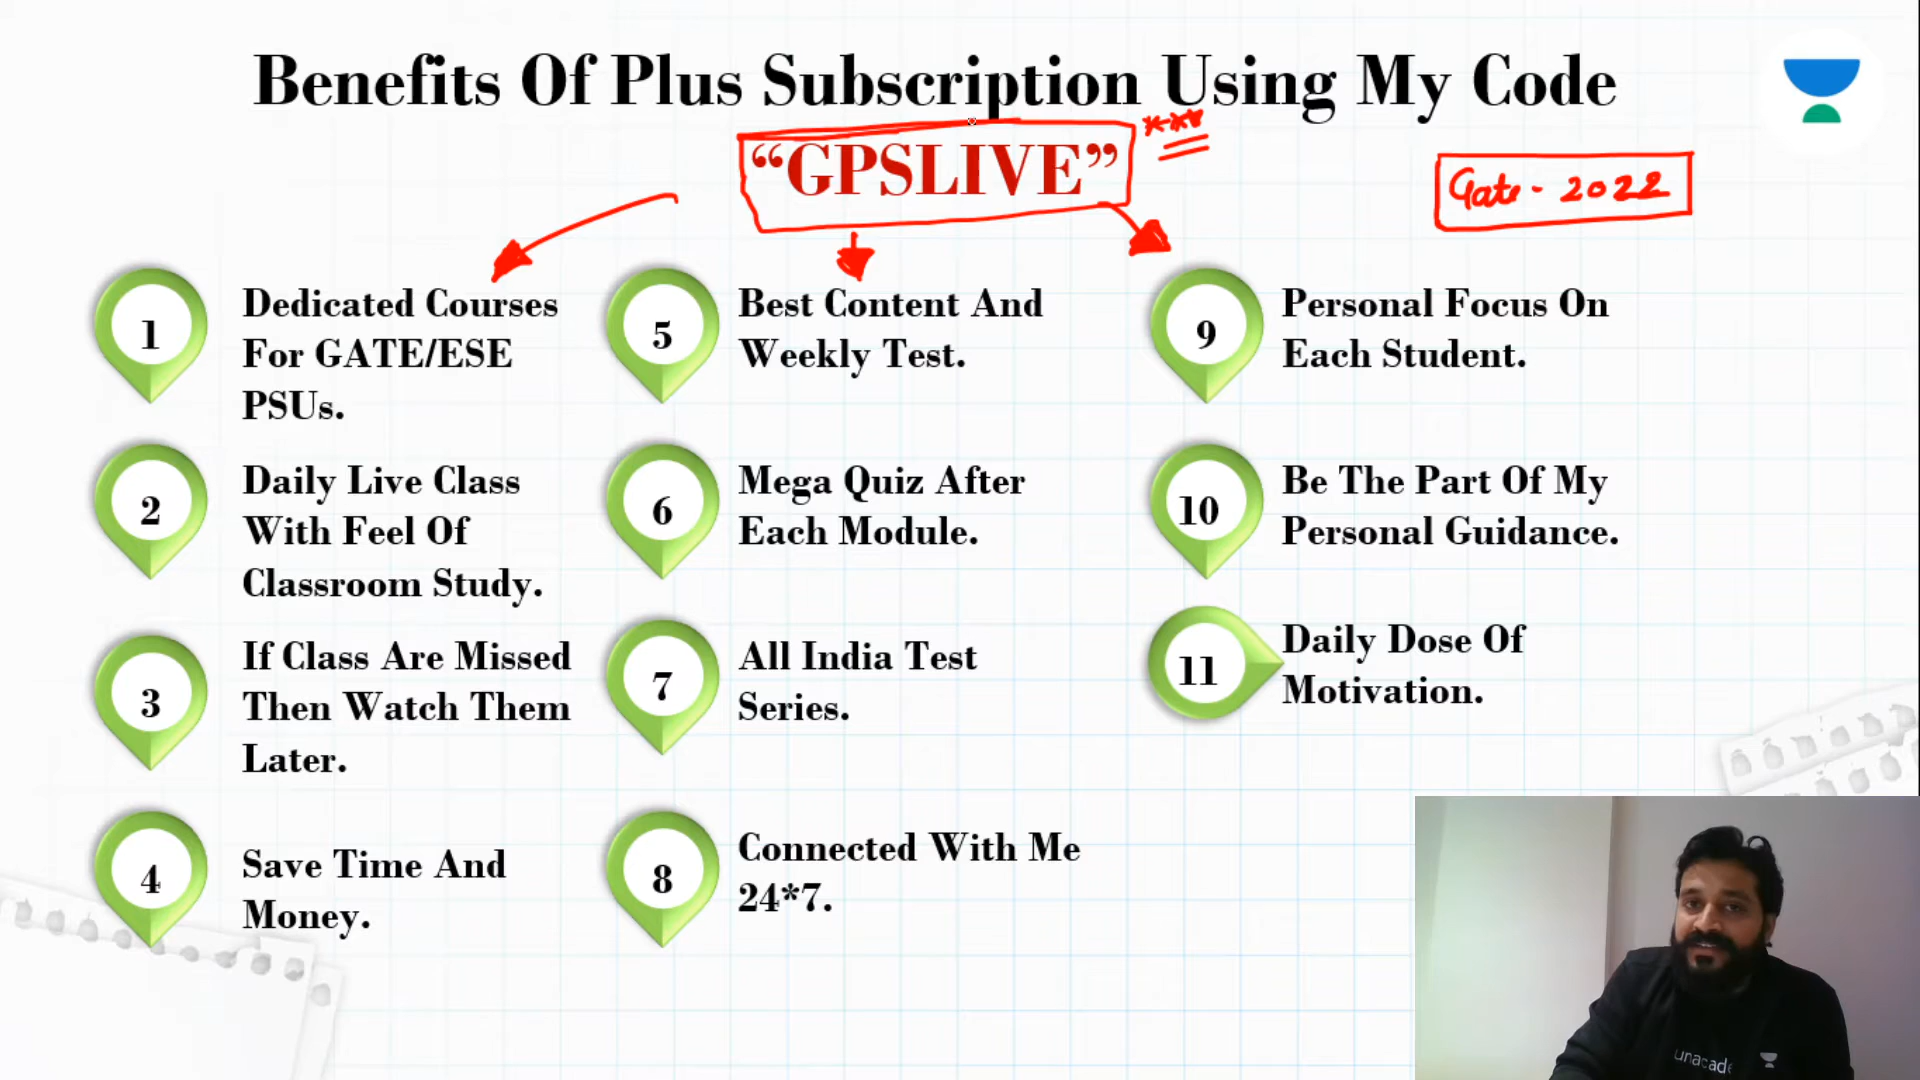 Benefits Of Plus Subscription Using My Code
“GPSLIVE”
Gate - 2022
1
Dedicated Courses
For GATE/ESE
PSUs.
2
Daily Live Class
With Feel Of
Classroom Study.
3
If Class Are Missed
Then Watch Them
Later.
4
Save Time And
Money.
5
Best Content And
Weekly Test.
6
Mega Quiz After
Each Module.
7
All India Test
Series.
8
Connected With Me
24*7.
9
Personal Focus On
Each Student.
10
Be The Part Of My
Personal Guidance.
11
Daily Dose Of
Motivation.
unacade